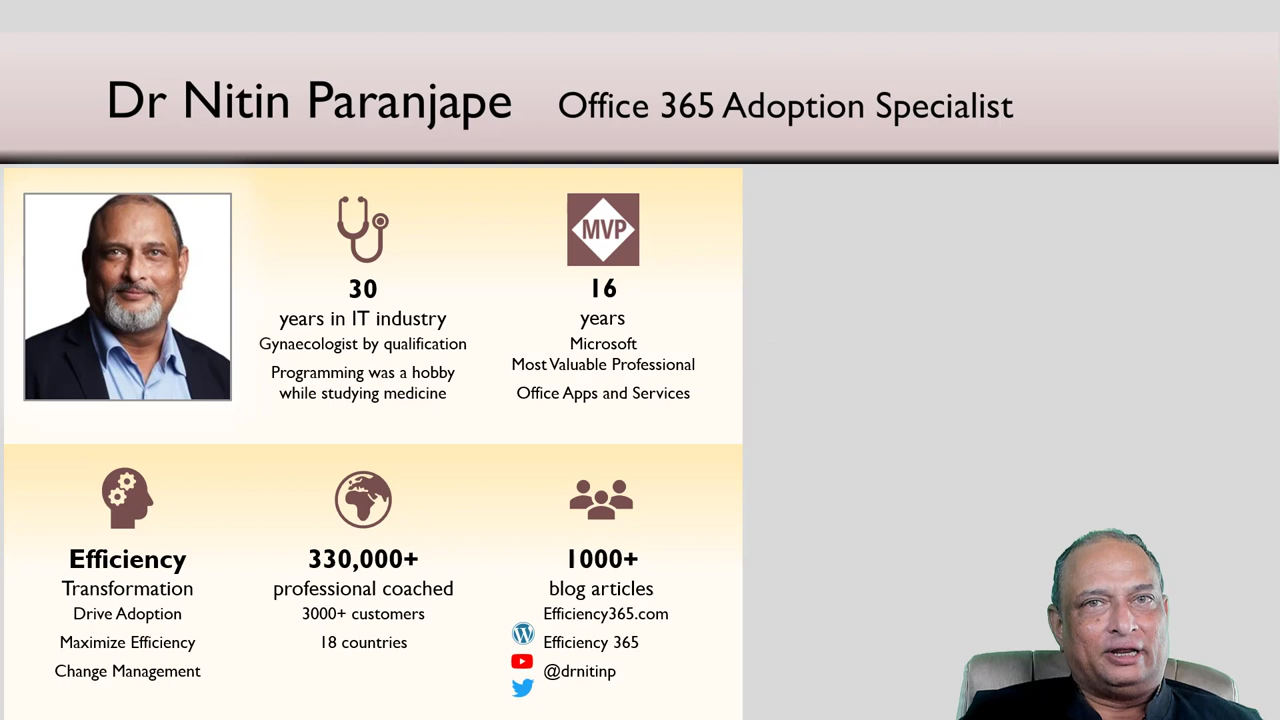 Dr Nitin Paranjape Office 365 Adoption Specialist
30
years in IT industry
Gynaecologist by qualification
Programming was a hobby
while studying medicine
MVP
16
years
Microsoft
Most Valuable Professional
Office Apps and Services
Efficiency
Transformation
Drive Adoption
Maximize Efficiency
Change Management
330,000+
professional coached
3000+ customers
18 countries
1000+
blog articles
Efficiency365.com
Efficiency 365
@drnitinp